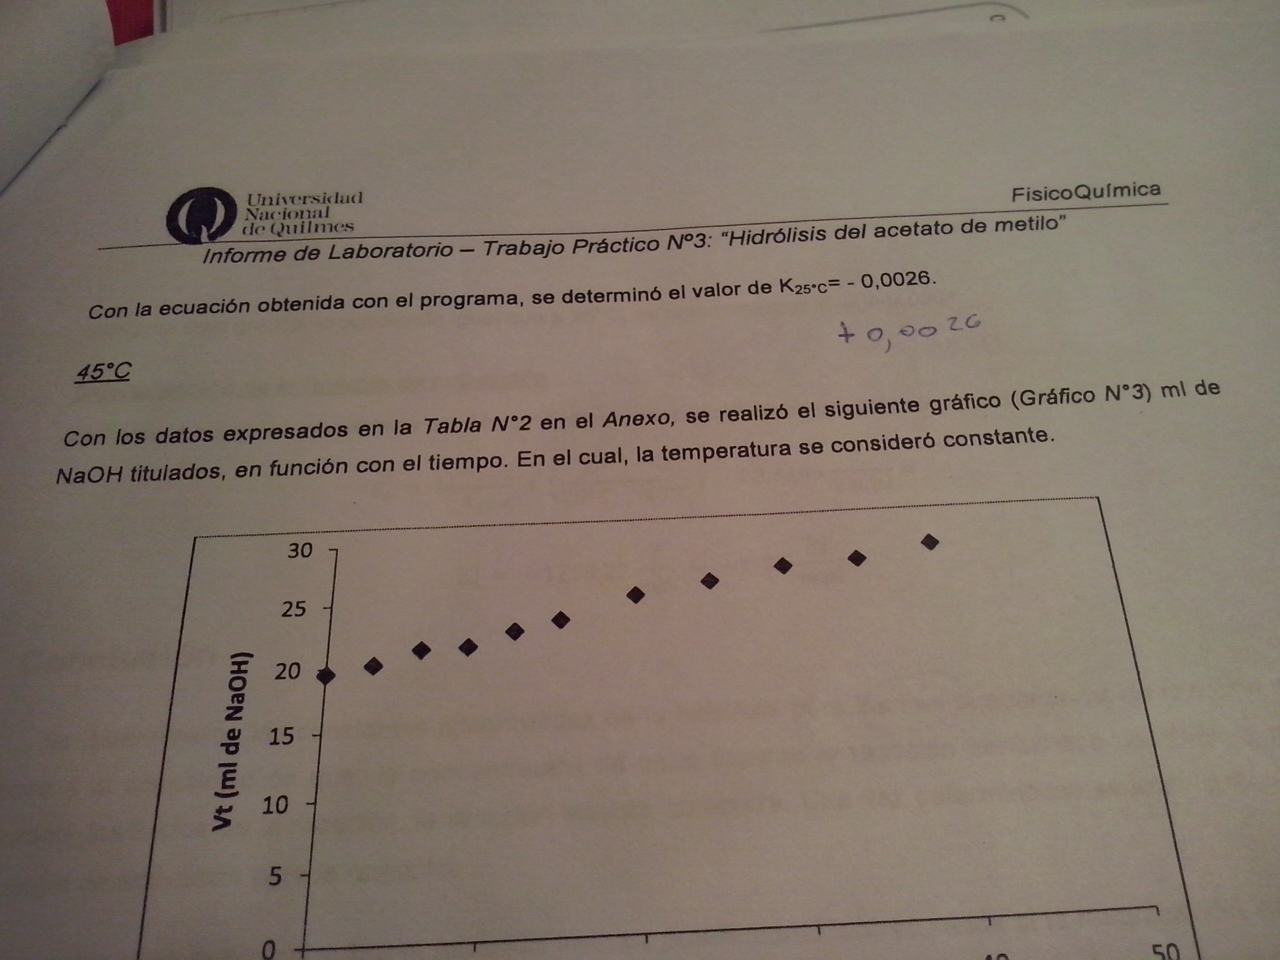 Universidad
Nacional
de Quilmes
FisicoQuímica
Informe de Laboratorio – Trabajo Práctico Nº3: “Hidrólisis del acetato de metilo”
Con la ecuación obtenida con el programa, se determinó el valor de K25°C= - 0,0026.
+ 0,0026
45°C
Con los datos expresados en la Tabla N°2 en el Anexo, se realizó el siguiente gráfico (Gráfico N°3) ml de
NaOH titulados, en función con el tiempo. En el cual, la temperatura se consideró constante.
30
25
20
15
10
5
0
Vt (ml de NaOH)
50